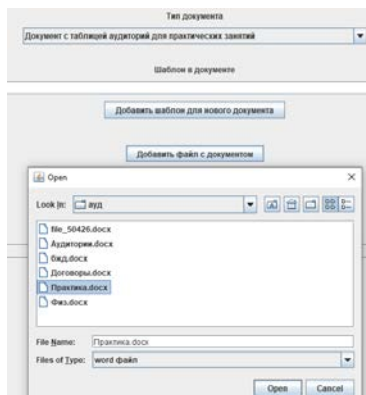 Тип документа
Документ с таблицей аудиторий для практических занятий
Шаблон в документе
Добавить шаблон для нового документа
Добавить файл с документом
Open
Look In: ауд
file_50426.docx
Аудитории.docx
бжд.docx
Договоры.docx
Практика.docx
Физ.docx
File Name: Практика.docx
Files of Type: word файл
Open Cancel